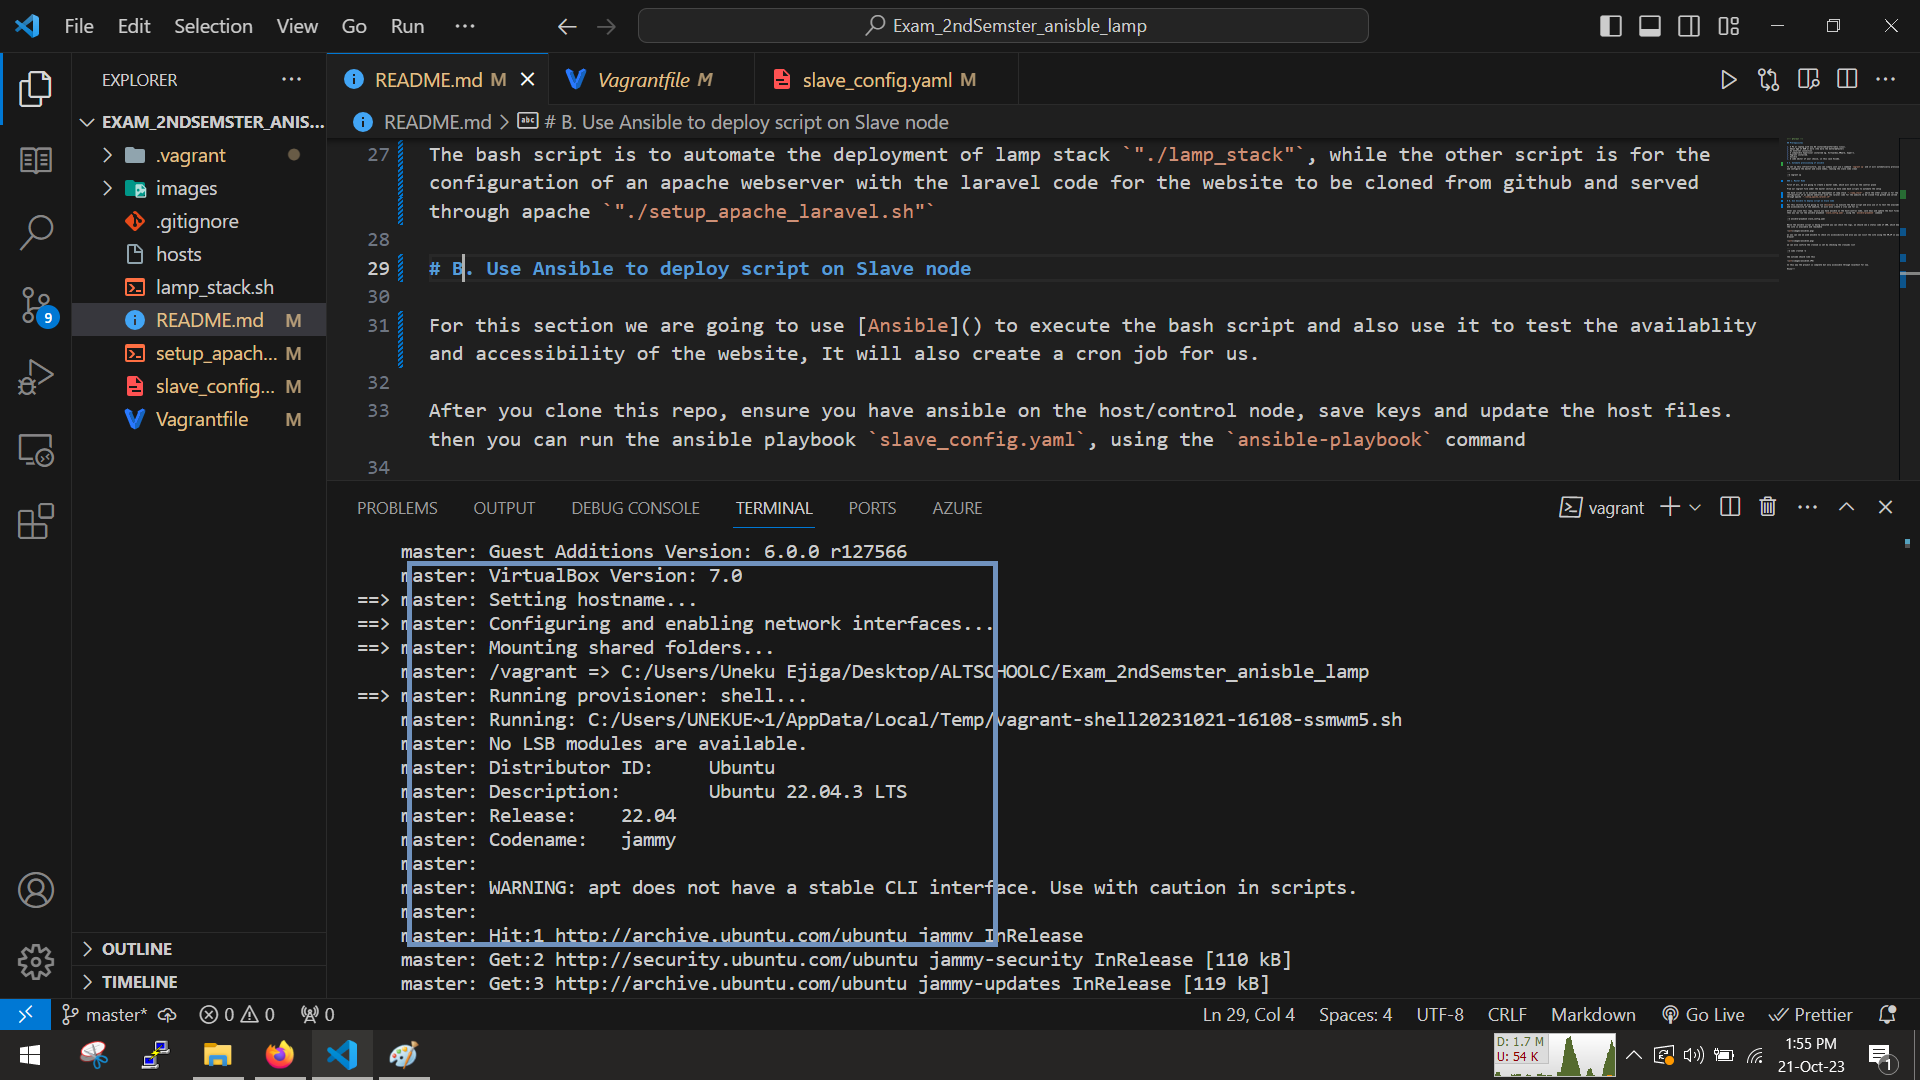 File Edit Selection View Go Run ···
Exam_2ndSemster_anisble_lamp
EXPLORER ···
EXAM_2NDSEMSTER_ANIS...
.vagrant
images
.gitignore
hosts
lamp_stack.sh
README.md M
setup_apach... M
slave_config... M
Vagrantfile M
OUTLINE
TIMELINE
9
README.md M
Vagrantfile M
slave_config.yaml M
README.md > # B. Use Ansible to deploy script on Slave node
27 The bash script is to automate the deployment of lamp stack `"./lamp_stack"`, while the other script is for the
configuration of an apache webserver with the laravel code for the website to be cloned from github and served
through apache `"./setup_apache_laravel.sh"`
28
29 # B. Use Ansible to deploy script on Slave node
30
31 For this section we are going to use [Ansible]() to execute the bash script and also use it to test the availablity
and accessibility of the website, It will also create a cron job for us.
32
33 After you clone this repo, ensure you have ansible on the host/control node, save keys and update the host files.
then you can run the ansible playbook `slave_config.yaml`, using the `ansible-playbook` command
34
PROBLEMS OUTPUT DEBUG CONSOLE TERMINAL PORTS AZURE
vagrant
master: Guest Additions Version: 6.0.0 r127566
master: VirtualBox Version: 7.0
==> master: Setting hostname...
==> master: Configuring and enabling network interfaces...
==> master: Mounting shared folders...
master: /vagrant => C:/Users/Uneku Ejiga/Desktop/ALTSCHOOLC/Exam_2ndSemster_anisble_lamp
==> master: Running provisioner: shell...
master: Running: C:/Users/UNEKUE~1/AppData/Local/Temp/vagrant-shell20231021-16108-ssmwm5.sh
master: No LSB modules are available.
master: Distributor ID: Ubuntu
master: Description: Ubuntu 22.04.3 LTS
master: Release: 22.04
master: Codename: jammy
master:
master: WARNING: apt does not have a stable CLI interface. Use with caution in scripts.
master:
master: Hit:1 http://archive.ubuntu.com/ubuntu jammy InRelease
master: Get:2 http://security.ubuntu.com/ubuntu jammy-security InRelease [110 kB]
master: Get:3 http://archive.ubuntu.com/ubuntu jammy-updates InRelease [119 kB]
master* 0 0 0
Ln 29, Col 4 Spaces: 4 UTF-8 CRLF Markdown Go Live Prettier
D: 1.7 M
U: 54 K
1:55 PM
21-Oct-23
1